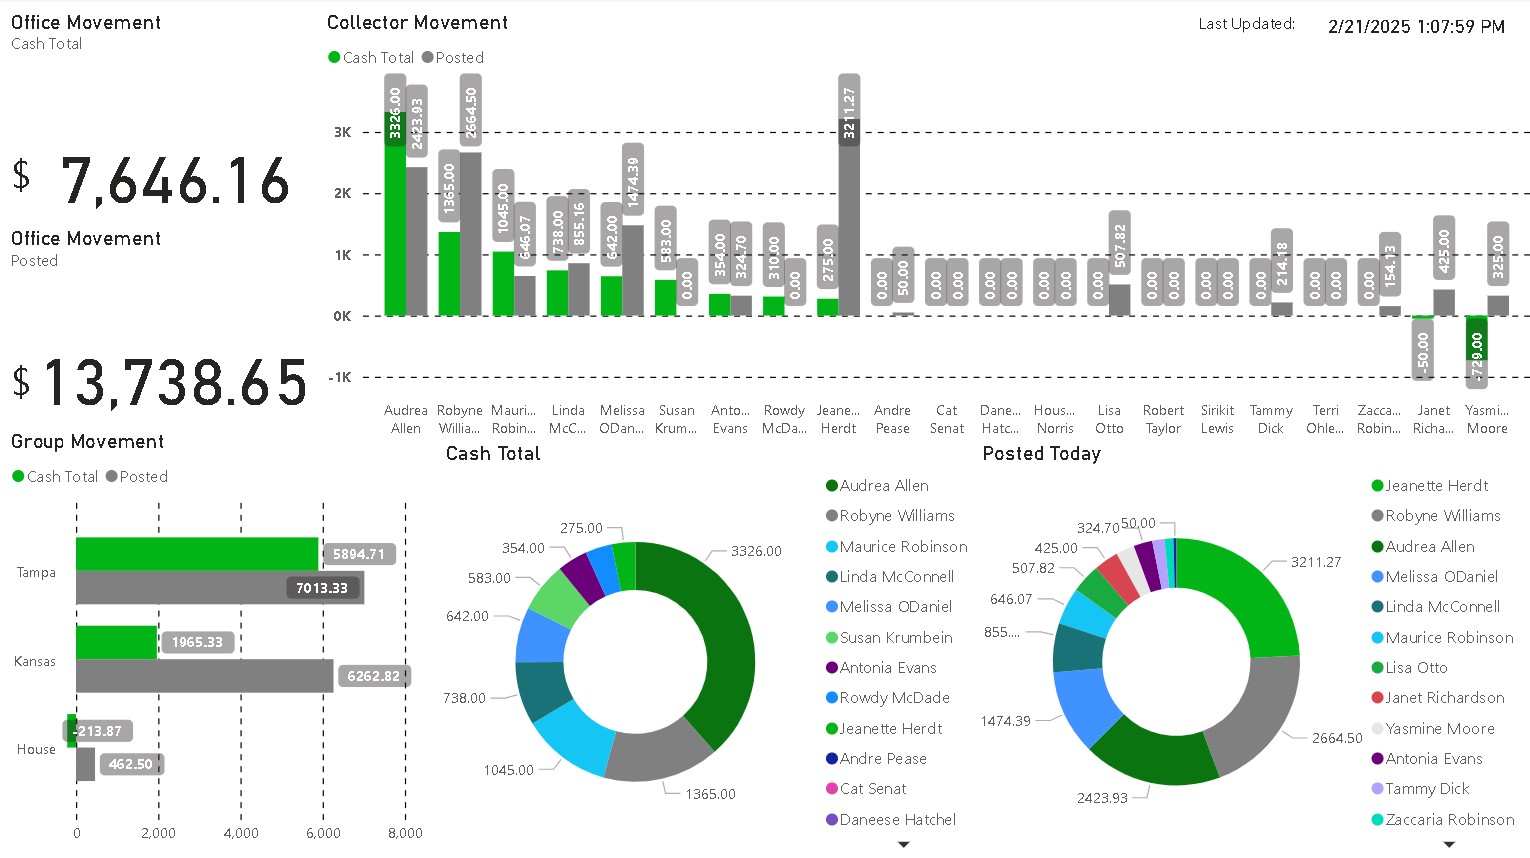 Office Movement
Cash Total
$ 7,646.16
Office Movement
Posted
$ 13,738.65
Collector Movement
Cash Total Posted
Last Updated: 2/21/2025 1:07:59 PM
3K
2K
1K
0K
-1K
3326.00 2423.93
1365.00 2664.50
1045.00 646.07
738.00 855.16
642.00 1474.39
583.00 0.00
354.00 324.70
310.00 0.00
275.00 3211.27
0.00 50.00
0.00 0.00
0.00 0.00
0.00 0.00
0.00 507.82
0.00 0.00
0.00 0.00
0.00 214.18
0.00 0.00
0.00 154.13
-50.00 425.00
-729.00 325.00
Audrea Allen
Robyne Willia...
Mauri... Robin...
Linda McC...
Melissa ODan...
Susan Krum...
Anto... Evans
Rowdy McDa...
Jeane... Herdt
Andre Pease
Cat Senat
Dane... Hatc...
Hous... Norris
Lisa Otto
Robert Taylor
Sirikit Lewis
Tammy Dick
Terri Ohle...
Zacca... Robin...
Janet Richa...
Yasmi... Moore
Group Movement
Cash Total Posted
Tampa
5894.71
7013.33
Kansas
1965.33
6262.82
House
-213.87
462.50
0 2,000 4,000 6,000 8,000
Cash Total
275.00
354.00
583.00
642.00
738.00
1045.00
1365.00
3326.00
Audrea Allen
Robyne Williams
Maurice Robinson
Linda McConnell
Melissa ODaniel
Susan Krumbein
Antonia Evans
Rowdy McDade
Jeanette Herdt
Andre Pease
Cat Senat
Daneese Hatchel
Posted Today
50.00
324.70
425.00
507.82
646.07
855....
1474.39
2423.93
2664.50
3211.27
Jeanette Herdt
Robyne Williams
Audrea Allen
Melissa ODaniel
Linda McConnell
Maurice Robinson
Lisa Otto
Janet Richardson
Yasmine Moore
Antonia Evans
Tammy Dick
Zaccaria Robinson